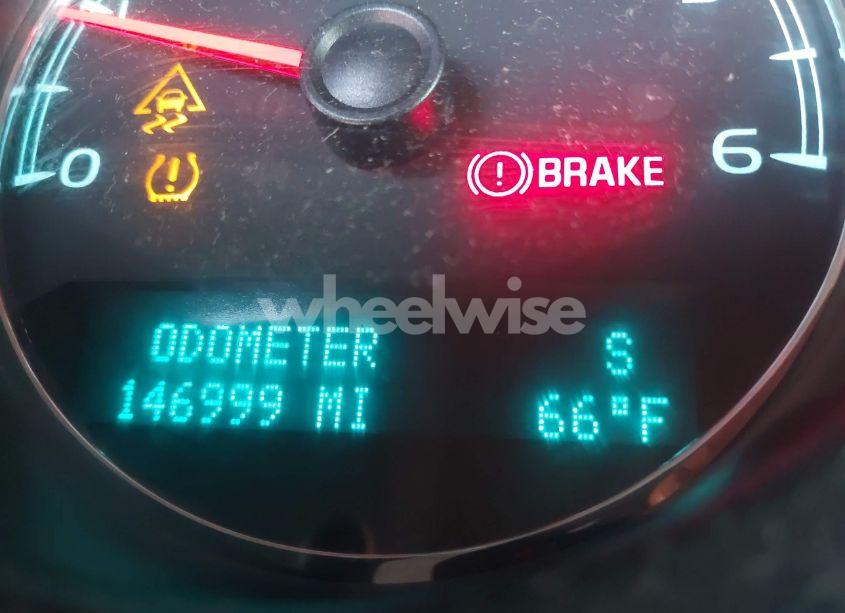 0
BRAKE
6
wheelwise
ODOMETER S
146999 MI 66°F